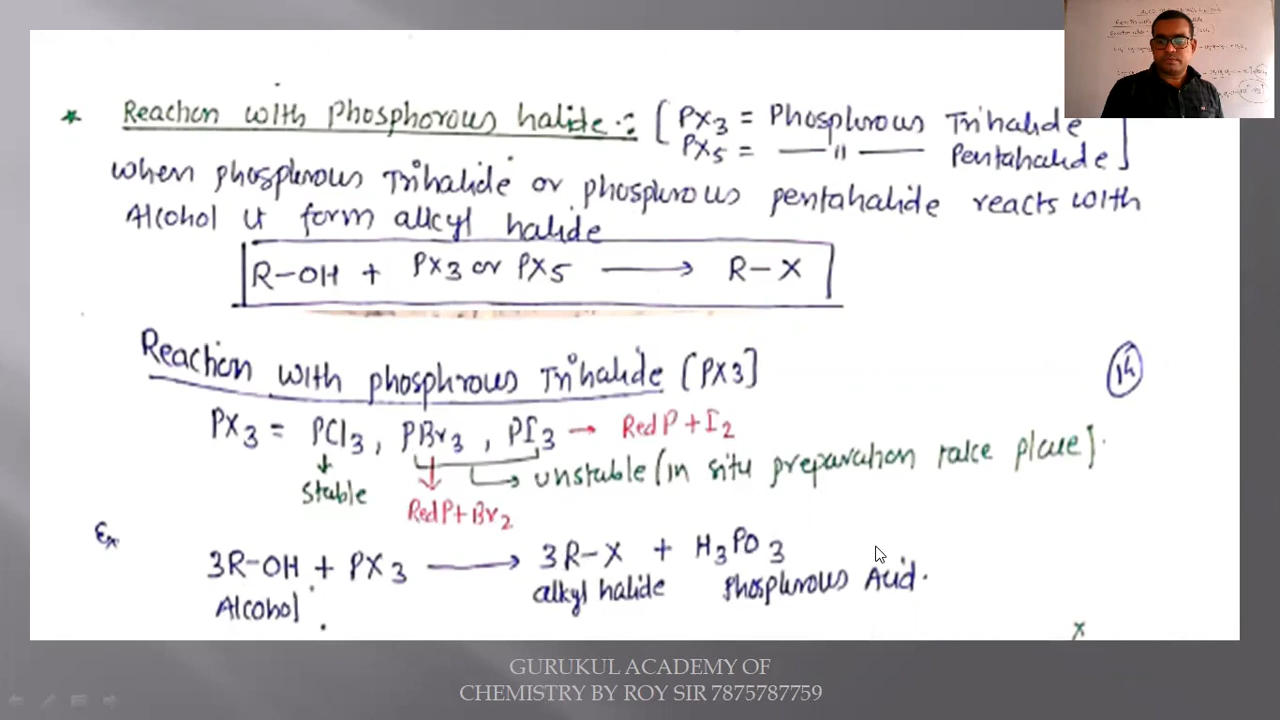 * Reaction with Phosphorous halide :- [ PX3 = Phosphrous Trihalide
PX5 = —— " —— Pentahalide ]
when phosphrous Trihalide or phosphrous pentahalide reacts with
Alcohol it form alkyl halide
R-OH + PX3 or PX5 ⟶ R-X
Reaction with phosphrous Trihalide [PX3]
14
PX3 = PCl3, PBr3, PI3 → Red P + I2
↓ Stable
unstable (in situ preparation take place).
Red P + Br2
Ex
3R-OH + PX3 ⟶ 3R-X + H3PO3
Alcohol alkyl halide Phosphrous Acid.
GURUKUL ACADEMY OF
CHEMISTRY BY ROY SIR 7875787759